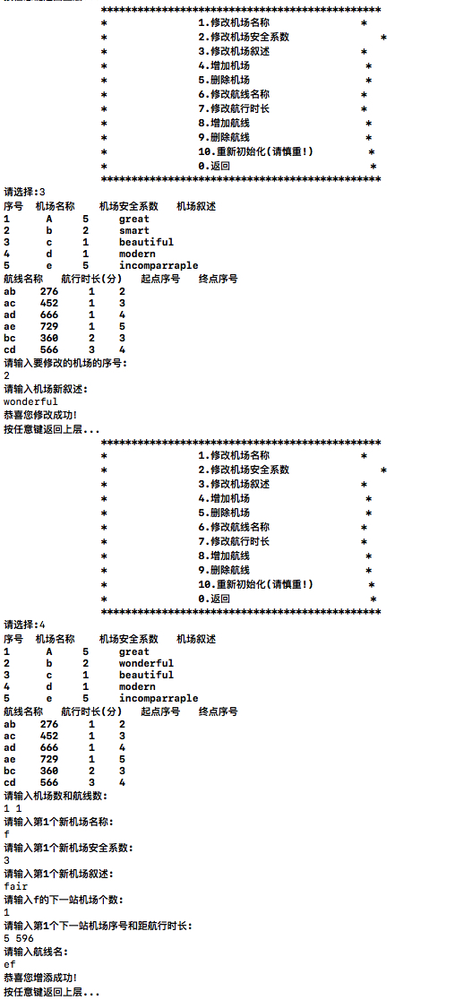 **********************************************
* 1.修改机场名称 *
* 2.修改机场安全系数 *
* 3.修改机场叙述 *
* 4.增加机场 *
* 5.删除机场 *
* 6.修改航线名称 *
* 7.修改航行时长 *
* 8.增加航线 *
* 9.删除航线 *
* 10.重新初始化(请慎重!) *
* 0.返回 *
**********************************************
请选择:3
序号 机场名称 机场安全系数 机场叙述
1 A 5 great
2 b 2 smart
3 c 1 beautiful
4 d 1 modern
5 e 5 incomparraple
航线名称 航行时长(分) 起点序号 终点序号
ab 276 1 2
ac 452 1 3
ad 666 1 4
ae 729 1 5
bc 360 2 3
cd 566 3 4
请输入要修改的机场的序号:
2
请输入机场新叙述:
wonderful
恭喜您修改成功!
按任意键返回上层...
**********************************************
* 1.修改机场名称 *
* 2.修改机场安全系数 *
* 3.修改机场叙述 *
* 4.增加机场 *
* 5.删除机场 *
* 6.修改航线名称 *
* 7.修改航行时长 *
* 8.增加航线 *
* 9.删除航线 *
* 10.重新初始化(请慎重!) *
* 0.返回 *
**********************************************
请选择:4
序号 机场名称 机场安全系数 机场叙述
1 A 5 great
2 b 2 wonderful
3 c 1 beautiful
4 d 1 modern
5 e 5 incomparraple
航线名称 航行时长(分) 起点序号 终点序号
ab 276 1 2
ac 452 1 3
ad 666 1 4
ae 729 1 5
bc 360 2 3
cd 566 3 4
请输入机场数和航线数:
1 1
请输入第1个新机场名称:
f
请输入第1个新机场安全系数:
3
请输入第1个新机场叙述:
fair
请输入f的下一站机场个数:
1
请输入第1个下一站机场序号和距航行时长:
5 596
请输入航线名:
ef
恭喜您增添成功!
按任意键返回上层...